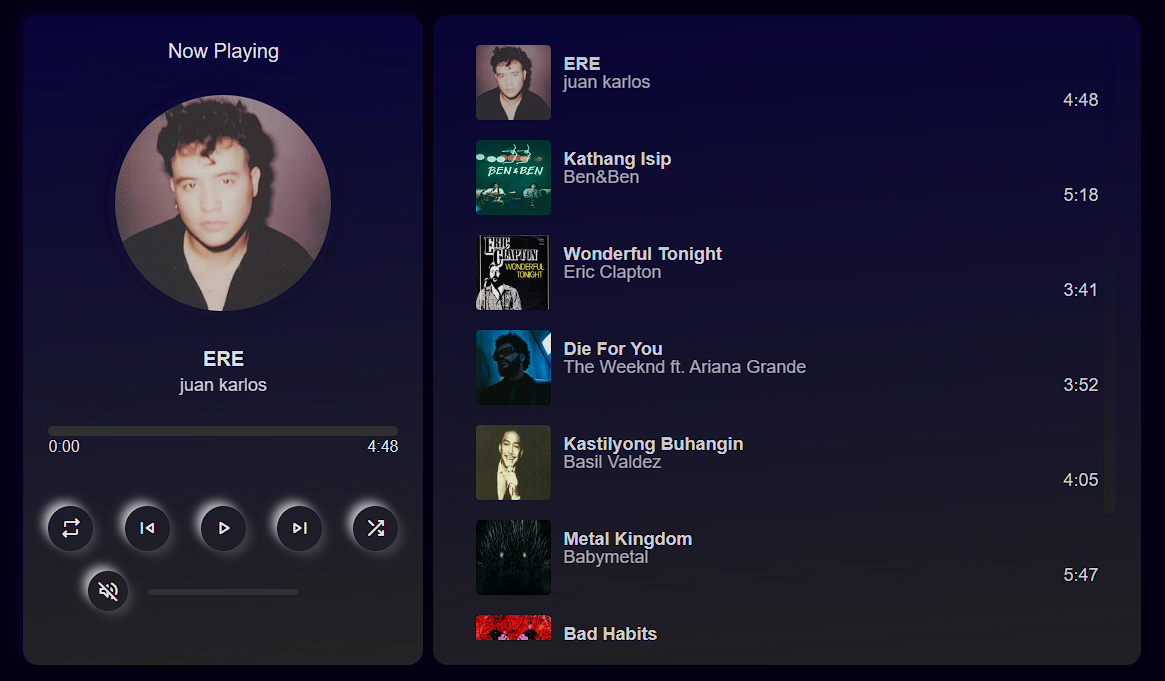 Now Playing
ERE
juan karlos
0:00
4:48
ERE
juan karlos
4:48
BEN&BEN
Kathang Isip
Ben&Ben
5:18
ERIC
CLAPTON
WONDERFUL
TONIGHT
Wonderful Tonight
Eric Clapton
3:41
Die For You
The Weeknd ft. Ariana Grande
3:52
Kastilyong Buhangin
Basil Valdez
4:05
Metal Kingdom
Babymetal
5:47
Bad Habits